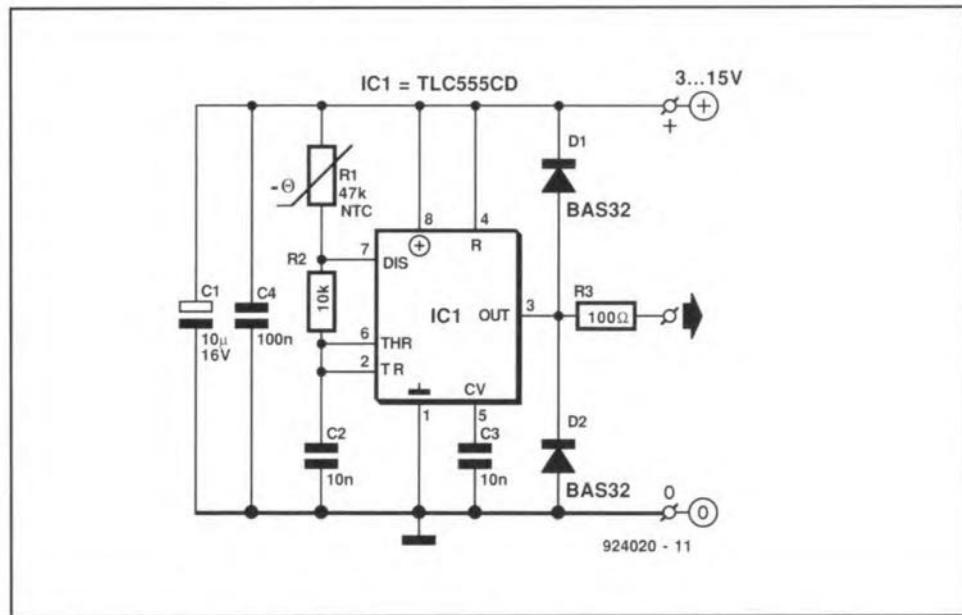 IC1 = TLC555CD
3...15V
+
+
D1
BAS32
-Θ
R1
47k
NTC
8
4
+
R
R2
7
DIS
10k
IC1
OUT
3
R3
100Ω
C1
10µ
16V
C4
100n
6
THR
2
TR
CV
1
5
C2
10n
C3
10n
D2
BAS32
0
0
924020 - 11